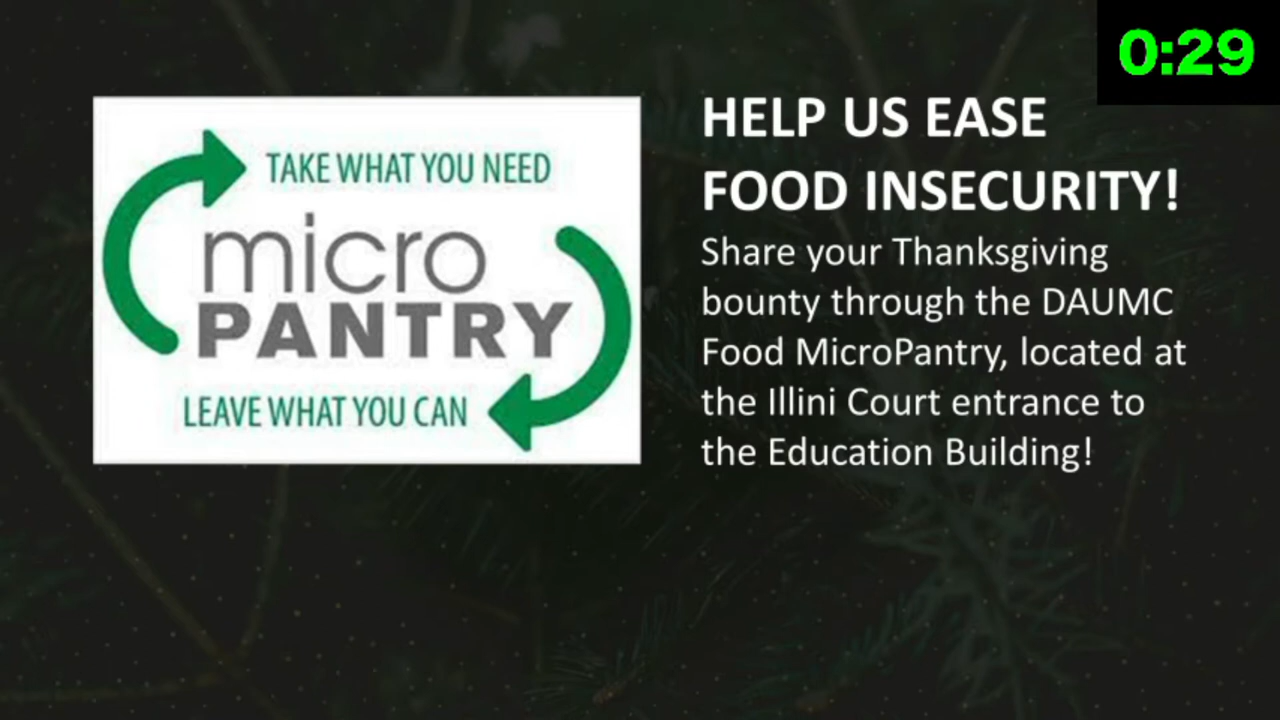 0:29
TAKE WHAT YOU NEED
micro
PANTRY
LEAVE WHAT YOU CAN
HELP US EASE
FOOD INSECURITY!
Share your Thanksgiving
bounty through the DAUMC
Food MicroPantry, located at
the Illini Court entrance to
the Education Building!